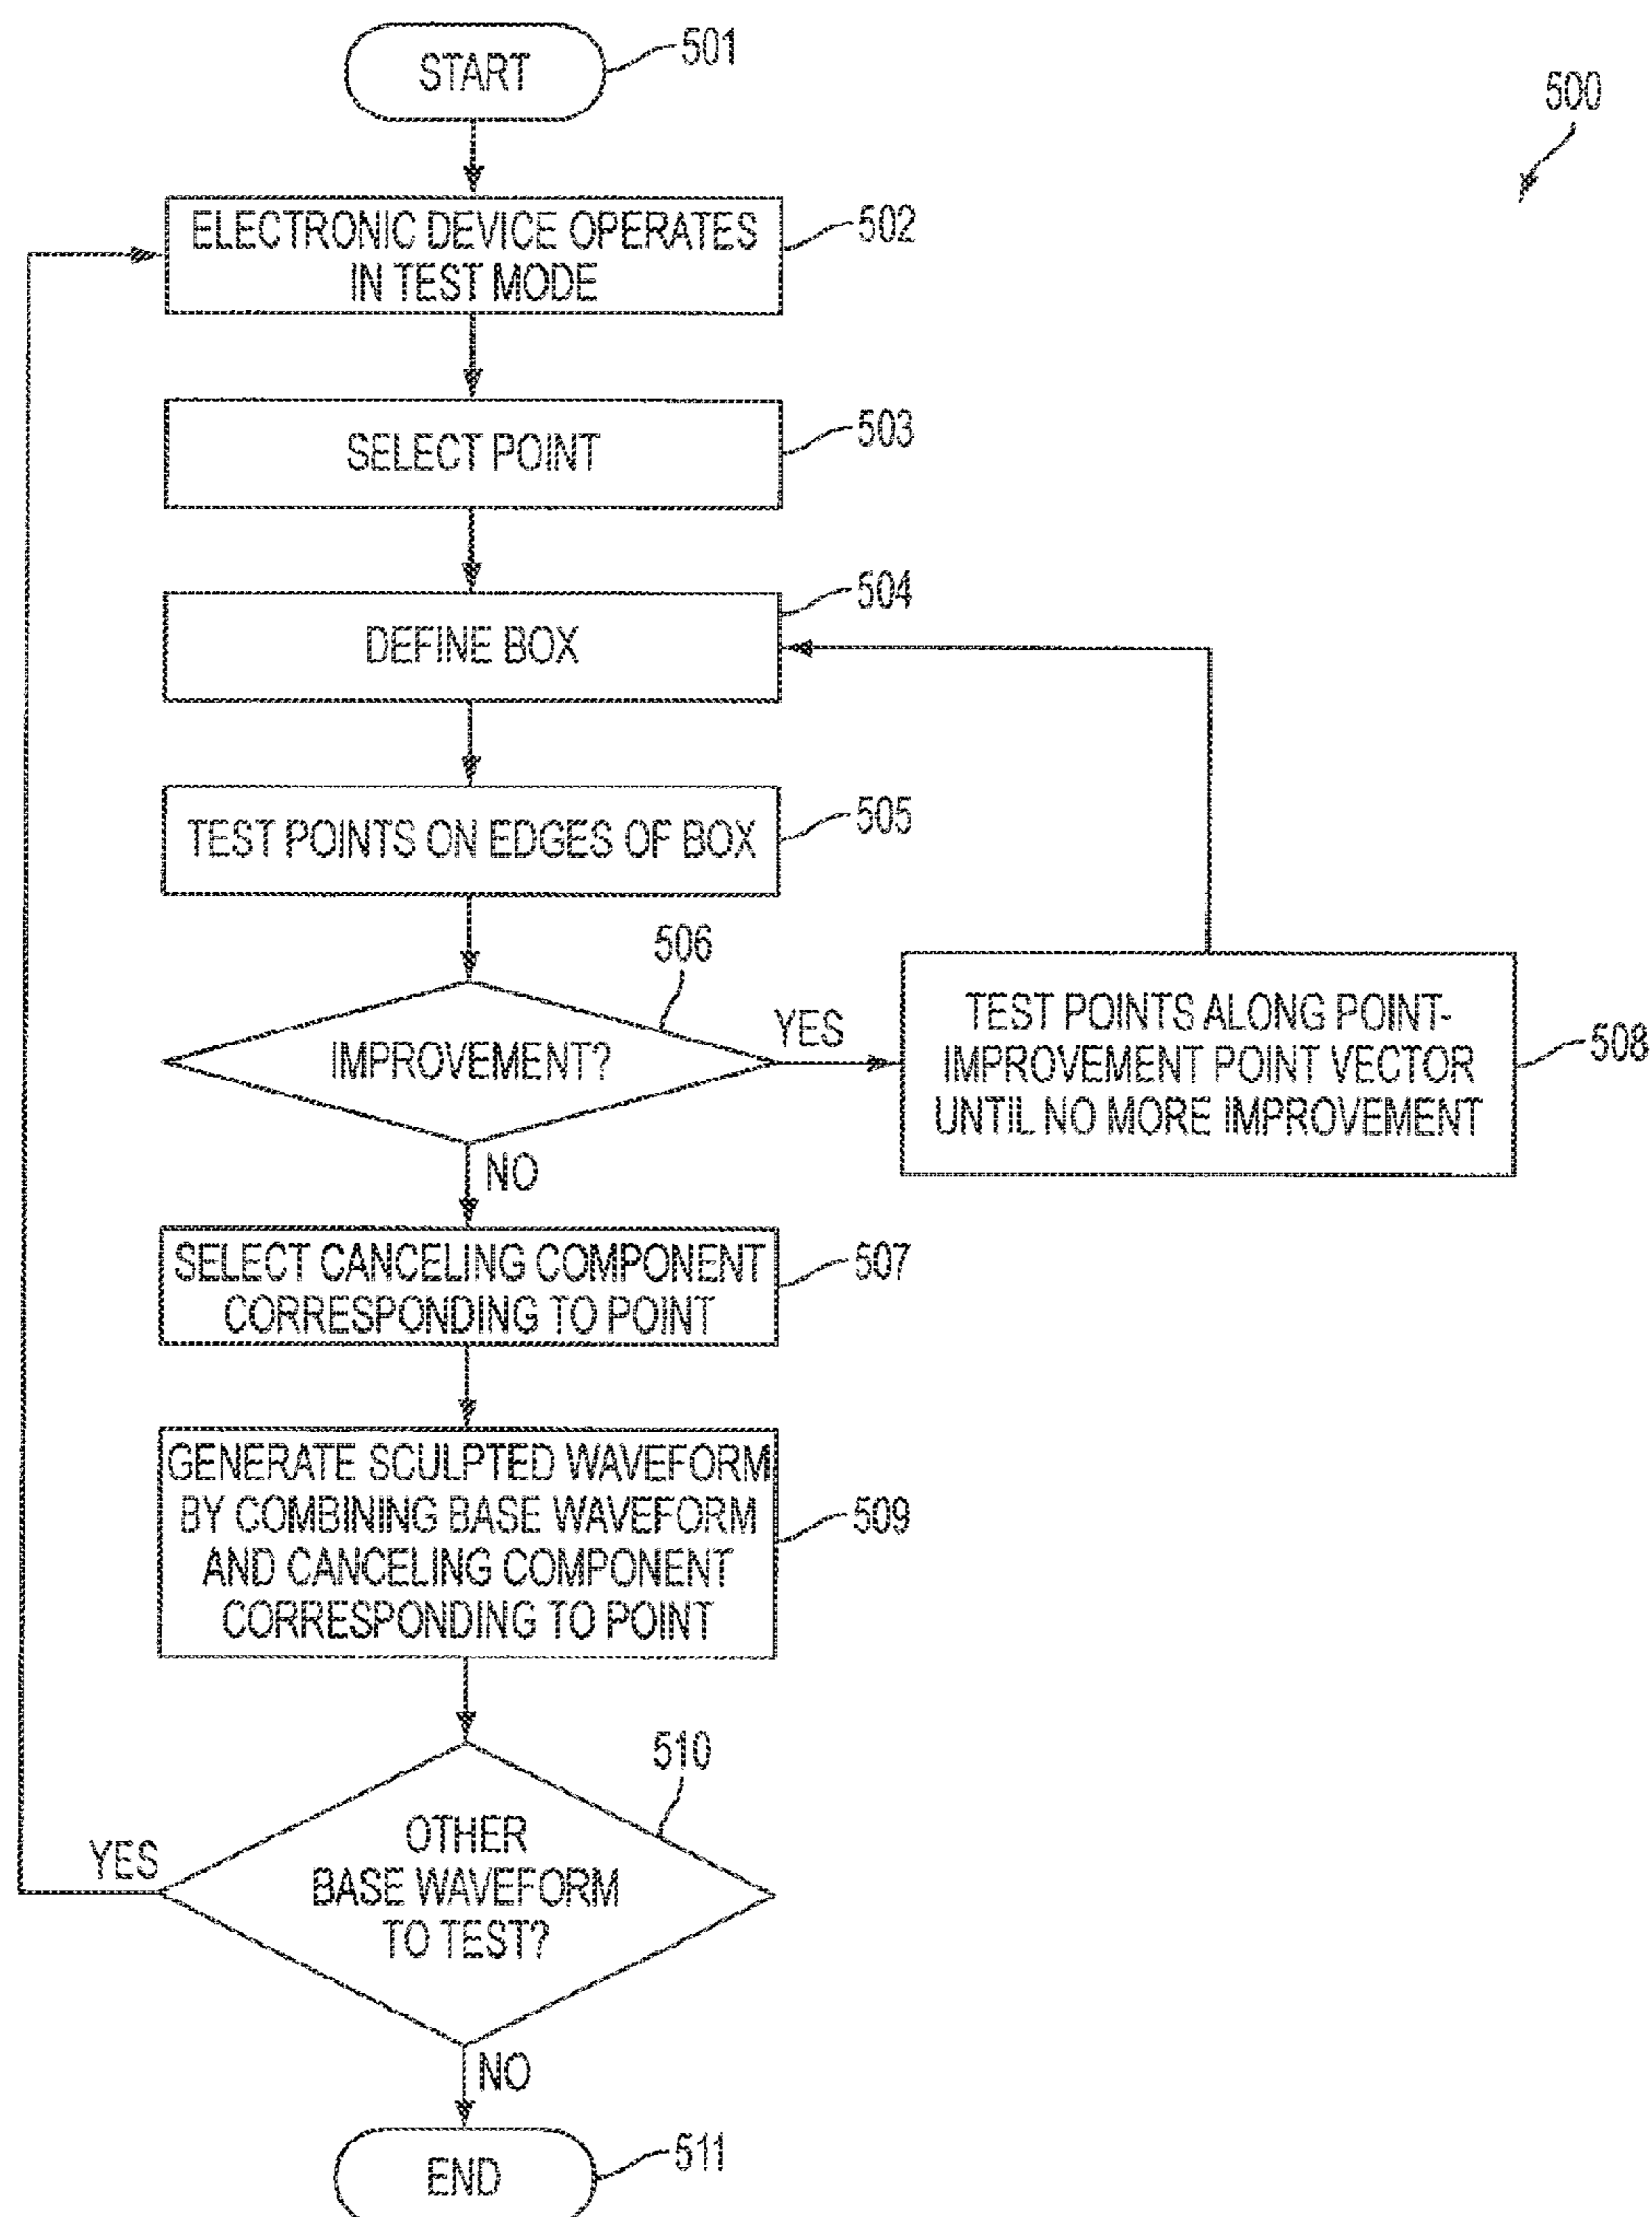 START
501
500
ELECTRONIC DEVICE OPERATES
IN TEST MODE
502
SELECT POINT
503
DEFINE BOX
504
TEST POINTS ON EDGES OF BOX
505
506
IMPROVEMENT?
YES
TEST POINTS ALONG POINT-
IMPROVEMENT POINT VECTOR
UNTIL NO MORE IMPROVEMENT
508
NO
SELECT CANCELING COMPONENT
CORRESPONDING TO POINT
507
GENERATE SCULPTED WAVEFORM
BY COMBINING BASE WAVEFORM
AND CANCELING COMPONENT
CORRESPONDING TO POINT
509
510
YES
OTHER
BASE WAVEFORM
TO TEST?
NO
END
511